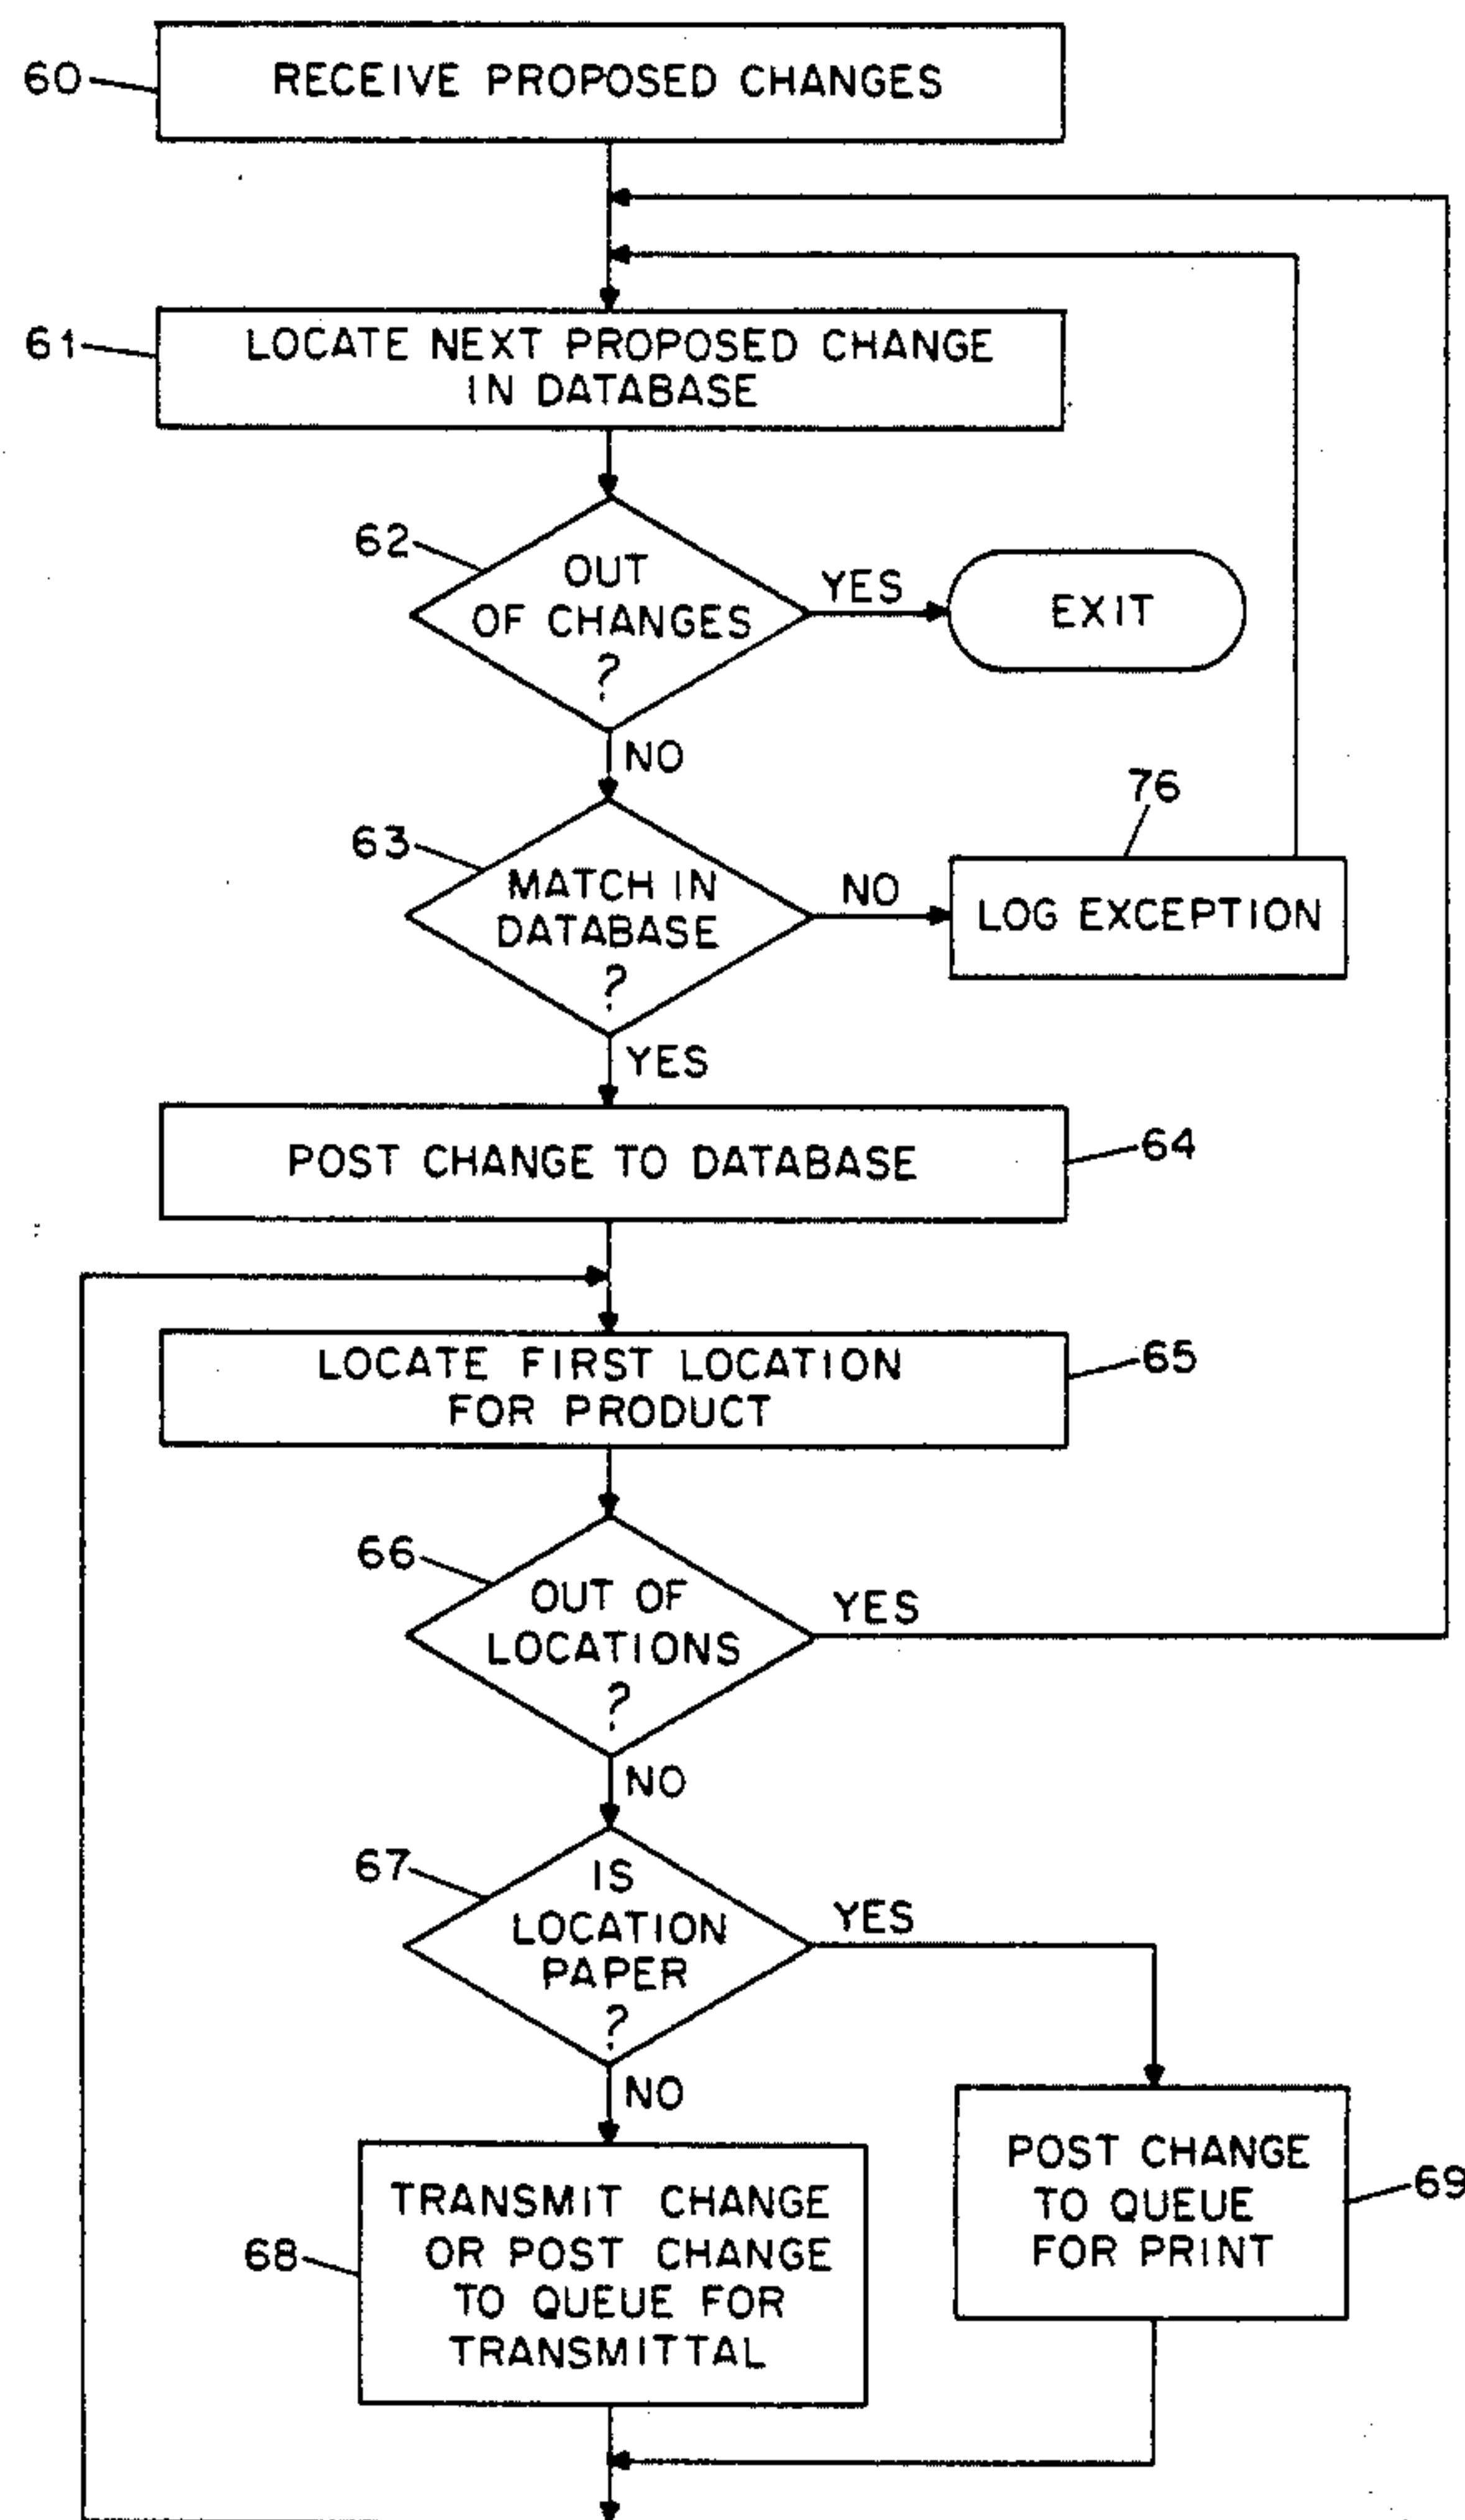 60
RECEIVE PROPOSED CHANGES
61
LOCATE NEXT PROPOSED CHANGE
IN DATABASE
62
OUT
OF CHANGES
?
YES
EXIT
NO
76
63
MATCH IN
DATABASE
?
NO
LOG EXCEPTION
YES
POST CHANGE TO DATABASE
64
LOCATE FIRST LOCATION
FOR PRODUCT
65
66
OUT OF
LOCATIONS
?
YES
NO
67
IS
LOCATION
PAPER
?
YES
NO
68
TRANSMIT CHANGE
OR POST CHANGE
TO QUEUE FOR
TRANSMITTAL
POST CHANGE
TO QUEUE
FOR PRINT
69